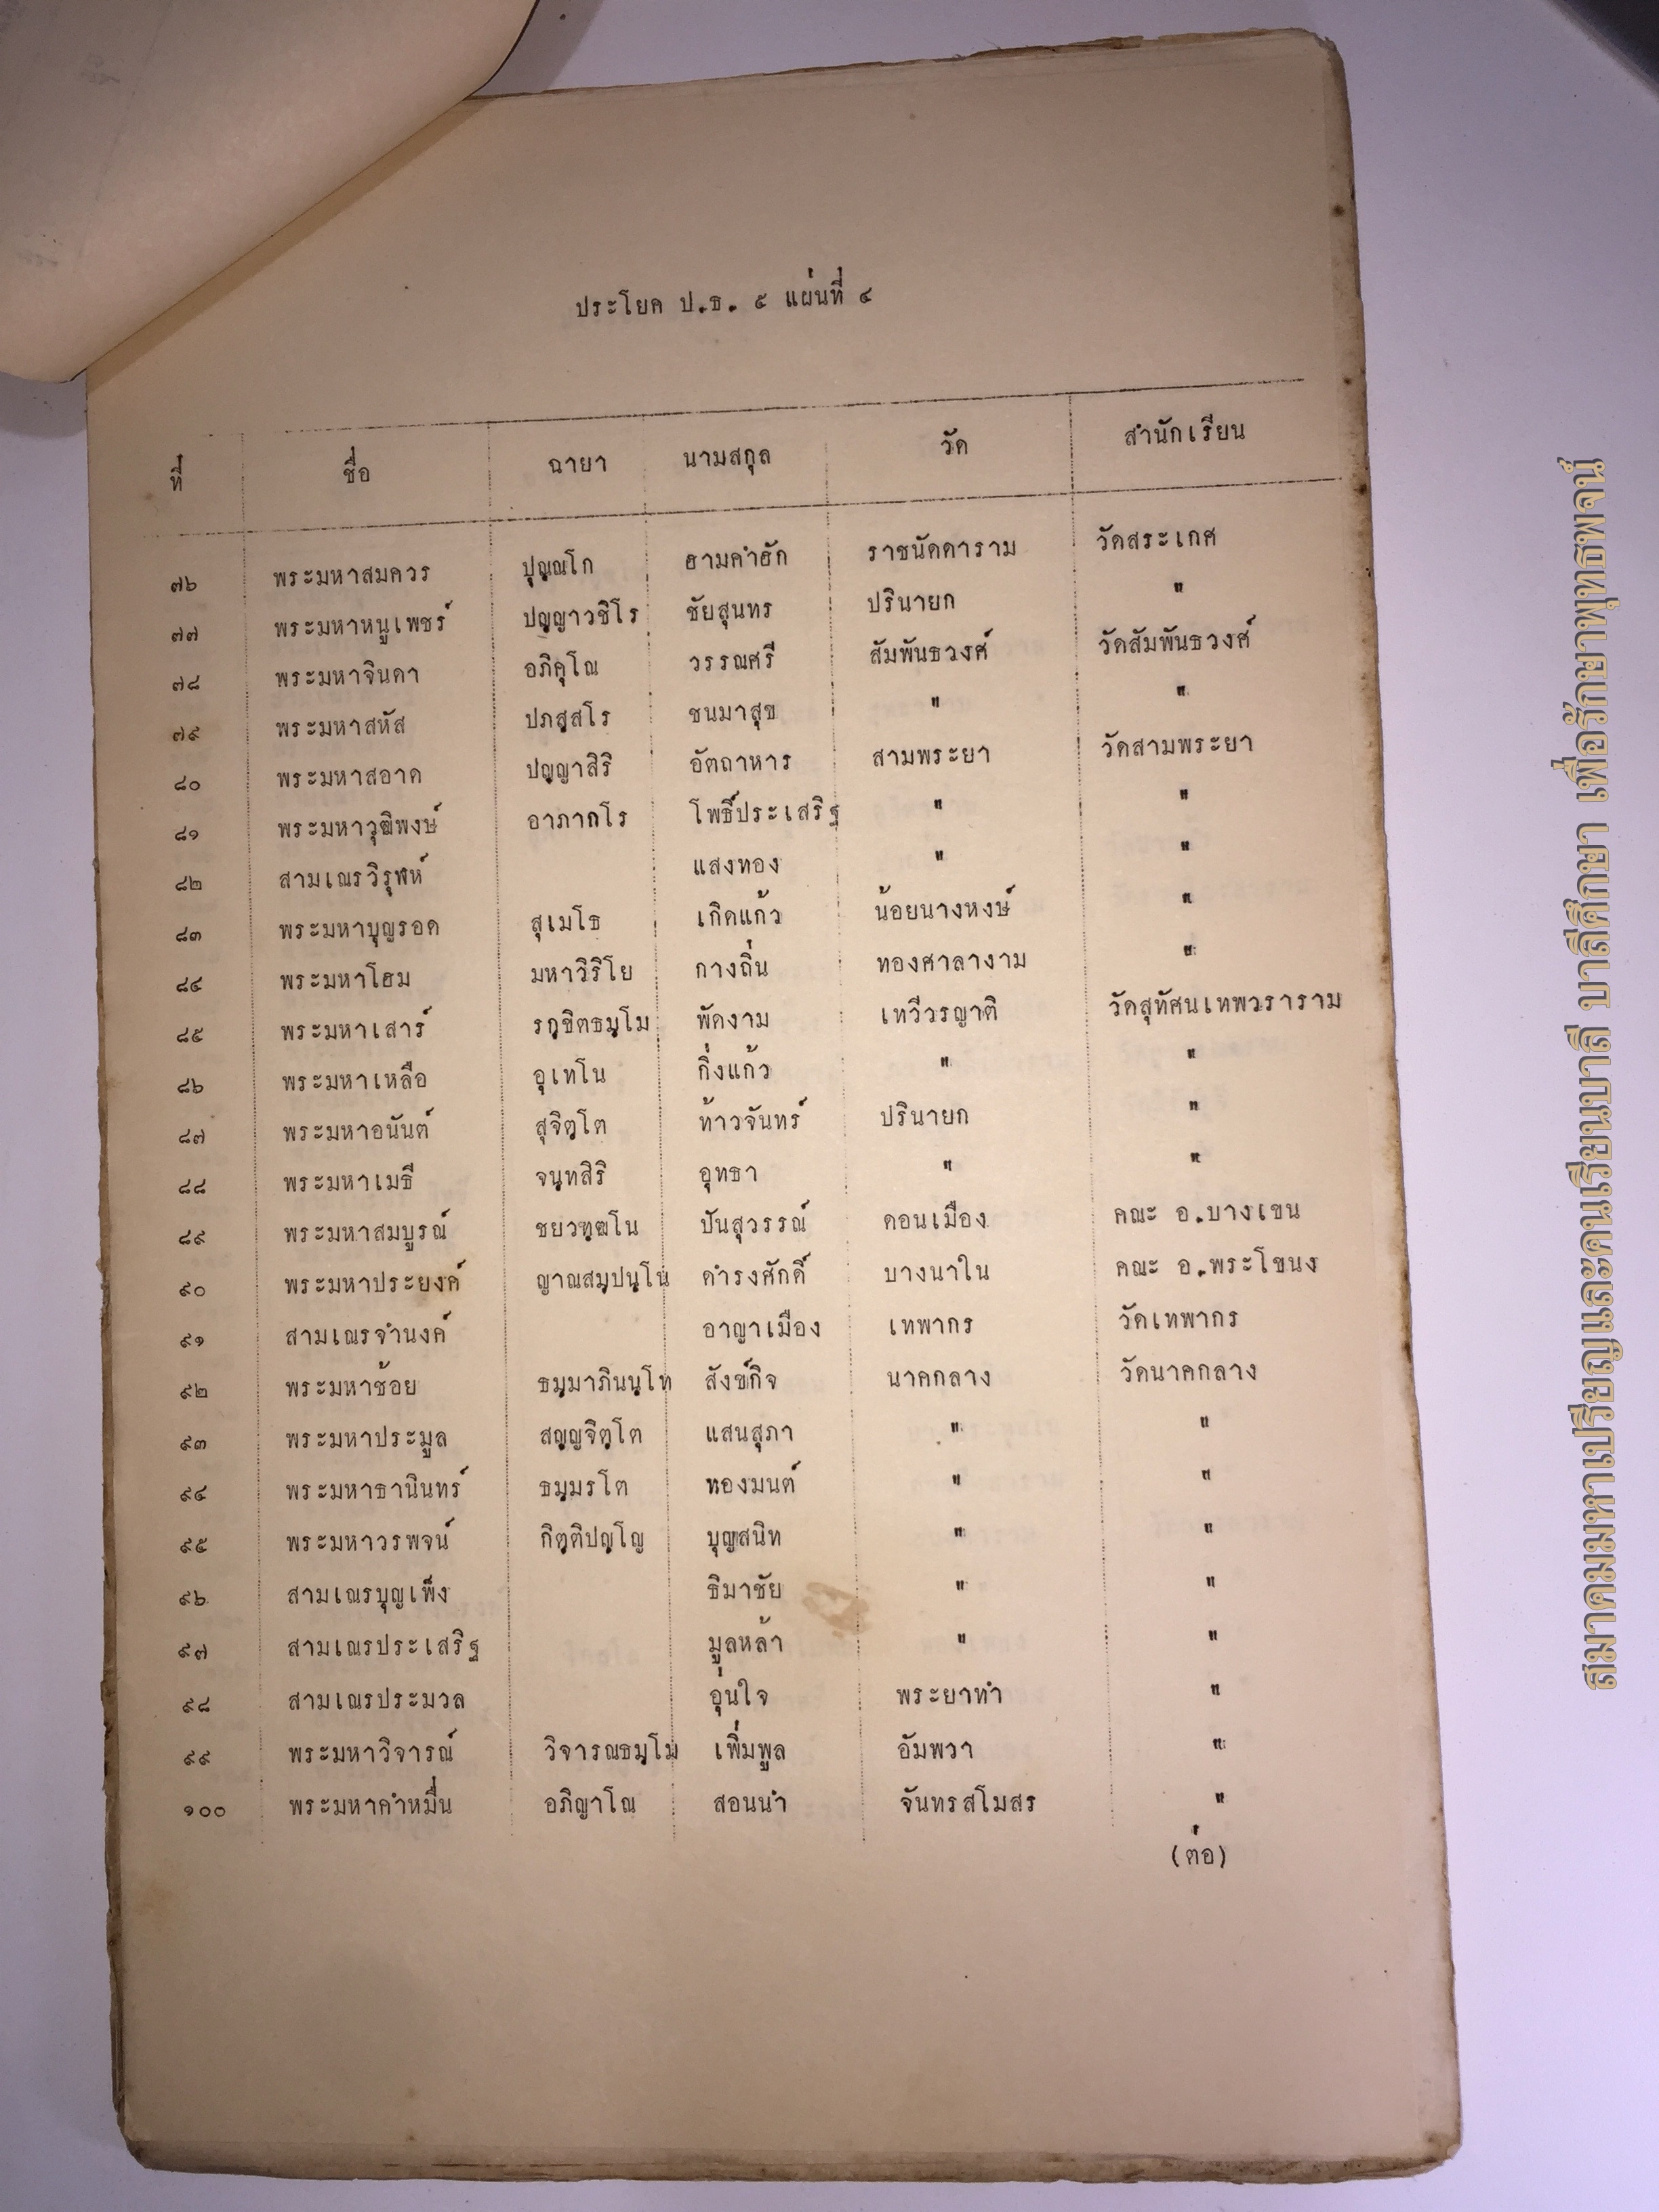 ประโยค ป.ธ. ๕ แผ่นที่ ๔
ที่ ชื่อ ฉายา นามสกุล วัด สำนักเรียน
๗๖ พระมหาสมควร ปุณฺณโก ฮามคำฮัก ราชนัดดาราม วัดสระเกศ
๗๗ พระมหาหนูเพชร์ ปญฺญาวชิโร ชัยสุนทร ปรินายก "
๗๘ พระมหาจินดา อภิคุโณ วรรณศรี สัมพันธวงศ์ วัดสัมพันธวงศ์
๗๙ พระมหาสหัส ปภสฺสโร ชนมาสุข " "
๘๐ พระมหาสอาด ปญฺญาสิริ อัตถาหาร สามพระยา วัดสามพระยา
๘๑ พระมหาวุฒิพงษ์ อาภากโร โพธิ์ประเสริฐ " "
๘๒ สามเณรวิรุฬห์ แสงทอง " "
๘๓ พระมหาบุญรอด สุเมโธ เกิดแก้ว น้อยนางหงษ์ "
๘๔ พระมหาโฮม มหาวิริโย กางถิ่น ทองศาลางาม "
๘๕ พระมหาเสาร์ รกฺขิตธมฺโม พัดงาม เทวีวรญาติ วัดสุทัศนเทพวราราม
๘๖ พระมหาเหลือ อุเทโน กิ่งแก้ว " "
๘๗ พระมหาอนันต์ สุจิตฺโต ท้าวจันทร์ ปรินายก "
๘๘ พระมหาเมธี จนฺทสิริ อุทธา " "
๘๙ พระมหาสมบูรณ์ ชยวฑฺฒโน ปันสุวรรณ์ ดอนเมือง คณะ อ.บางเขน
๙๐ พระมหาประยงค์ ญาณสมฺปนฺโน ดำรงศักดิ์ บางนาใน คณะ อ.พระโขนง
๙๑ สามเณรจำนงค์ อาญาเมือง เทพากร วัดเทพากร
๙๒ พระมหาช้อย ธมฺมาภินนฺโท สังข์กิจ นาคกลาง วัดนาคกลาง
๙๓ พระมหาประมูล สญฺญจิตฺโต แสนสุภา " "
๙๔ พระมหาธานินทร์ ธมฺมรโต ทองมนต์ " "
๙๕ พระมหาวรพจน์ กิตฺติปญฺโญ บุญสนิท " "
๙๖ สามเณรบุญเพ็ง ธิมาชัย " "
๙๗ สามเณรประเสริฐ มูลหล้า " "
๙๘ สามเณรประมวล อุ่นใจ พระยาทำ "
๙๙ พระมหาวิจารณ์ วิจารณธมฺโม เพิ่มพูล อัมพวา "
๑๐๐ พระมหาคำหมื่น อภิญาโณ สอนนำ จันทรสโมสร "
(ต่อ)
สมาคมมหาเปรียญและคนเรียนบาลี บาลีศึกษา เพื่อรักษาพุทธพจน์